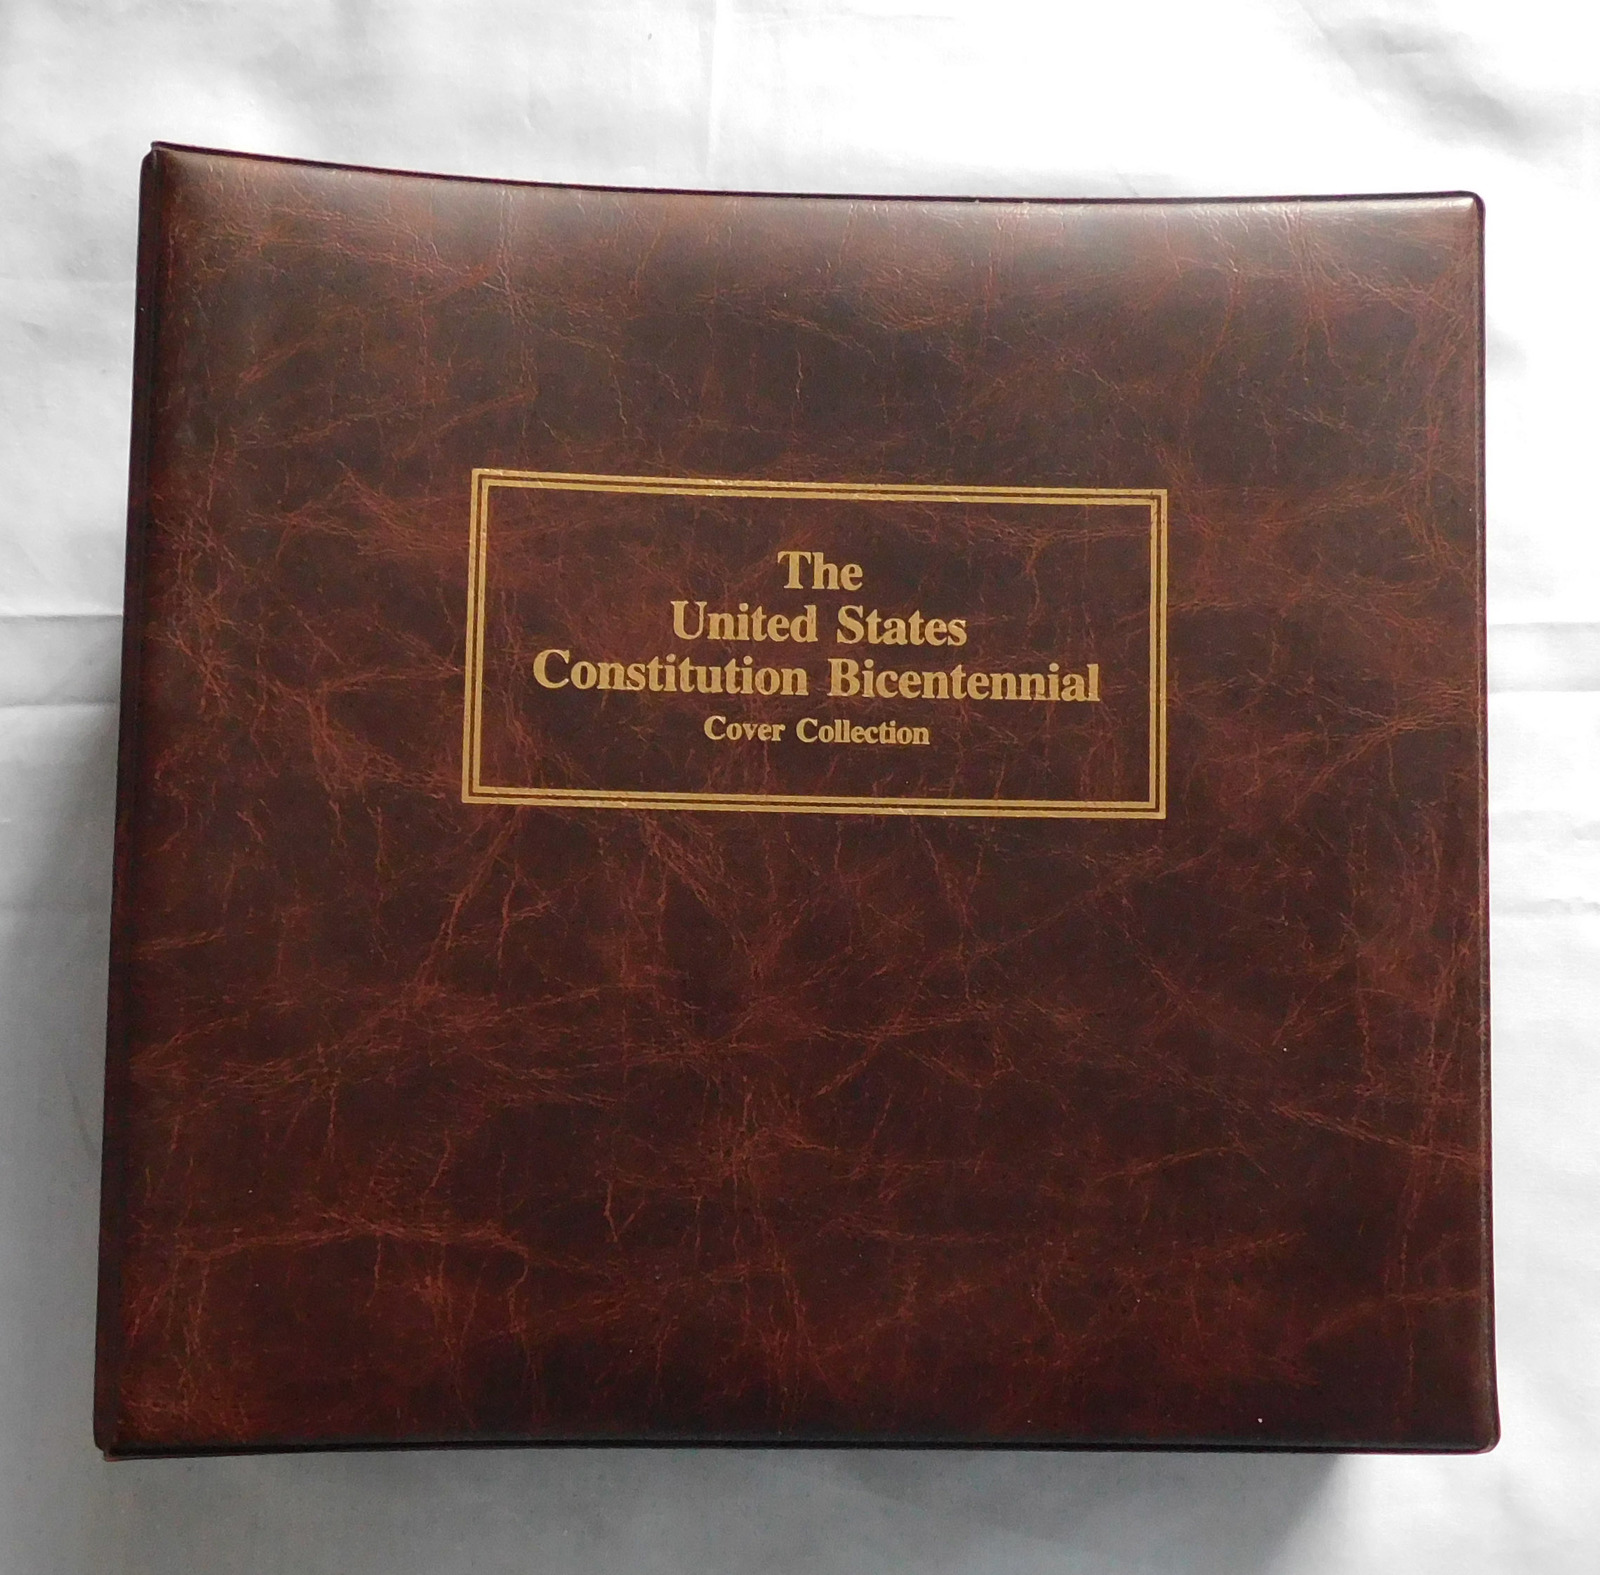 The
United States
Constitution Bicentennial
Cover Collection